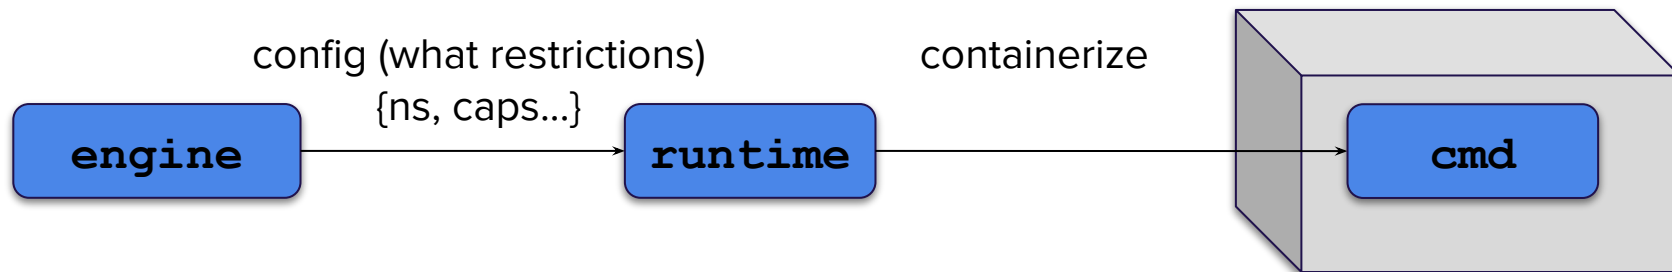 config (what restrictions)
{ns, caps...}
containerize
engine
runtime
cmd